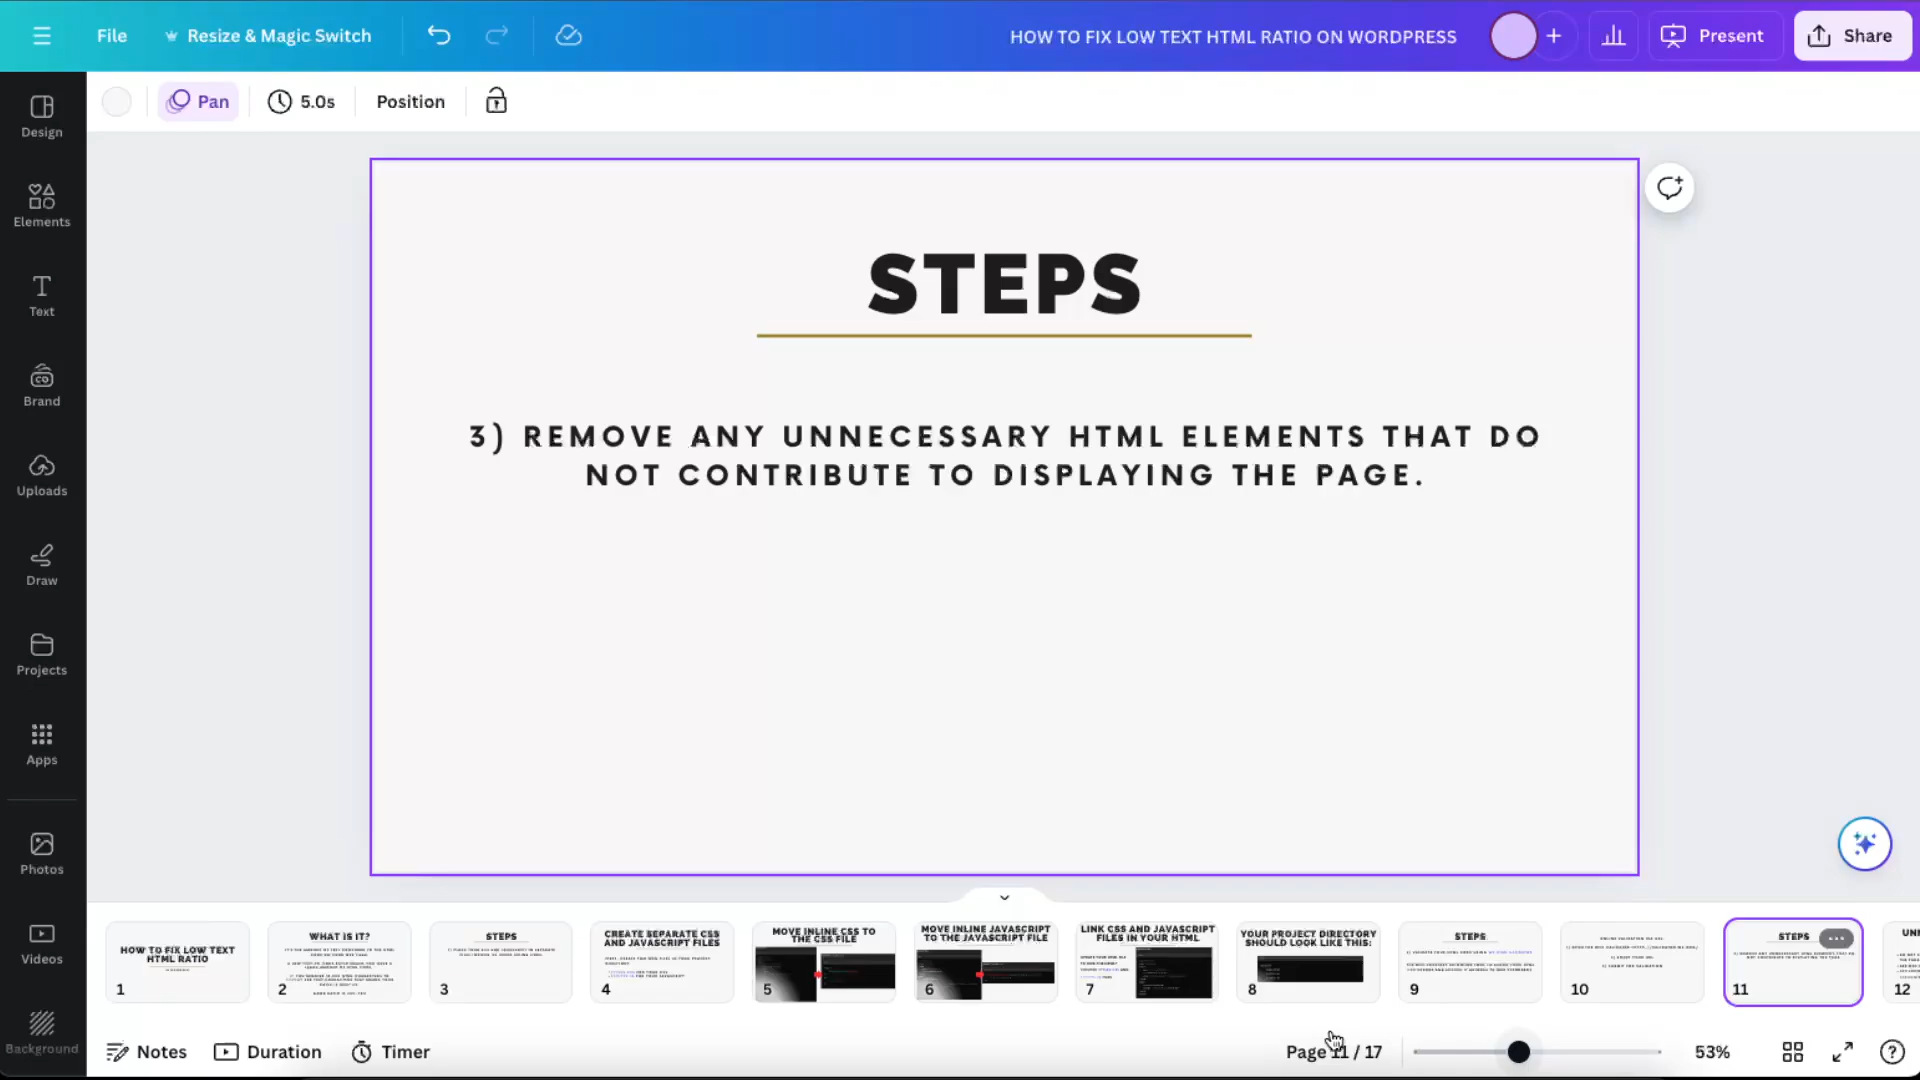 File
Resize & Magic Switch
HOW TO FIX LOW TEXT HTML RATIO ON WORDPRESS
Present
Share
Pan
5.0s
Position
Design
Elements
Text
Brand
Uploads
Draw
Projects
Apps
Photos
Videos
Background
STEPS
3) REMOVE ANY UNNECESSARY HTML ELEMENTS THAT DO
NOT CONTRIBUTE TO DISPLAYING THE PAGE.
HOW TO FIX LOW TEXT
HTML RATIO
1
WHAT IS IT?
2
STEPS
3
CREATE SEPARATE CSS
AND JAVASCRIPT FILES
4
MOVE INLINE CSS TO
THE CSS FILE
5
MOVE INLINE JAVASCRIPT
TO THE JAVASCRIPT FILE
6
LINK CSS AND JAVASCRIPT
FILES IN YOUR HTML
7
YOUR PROJECT DIRECTORY
SHOULD LOOK LIKE THIS:
8
STEPS
9
10
STEPS
11
12
Notes
Duration
Timer
Page 11 / 17
53%